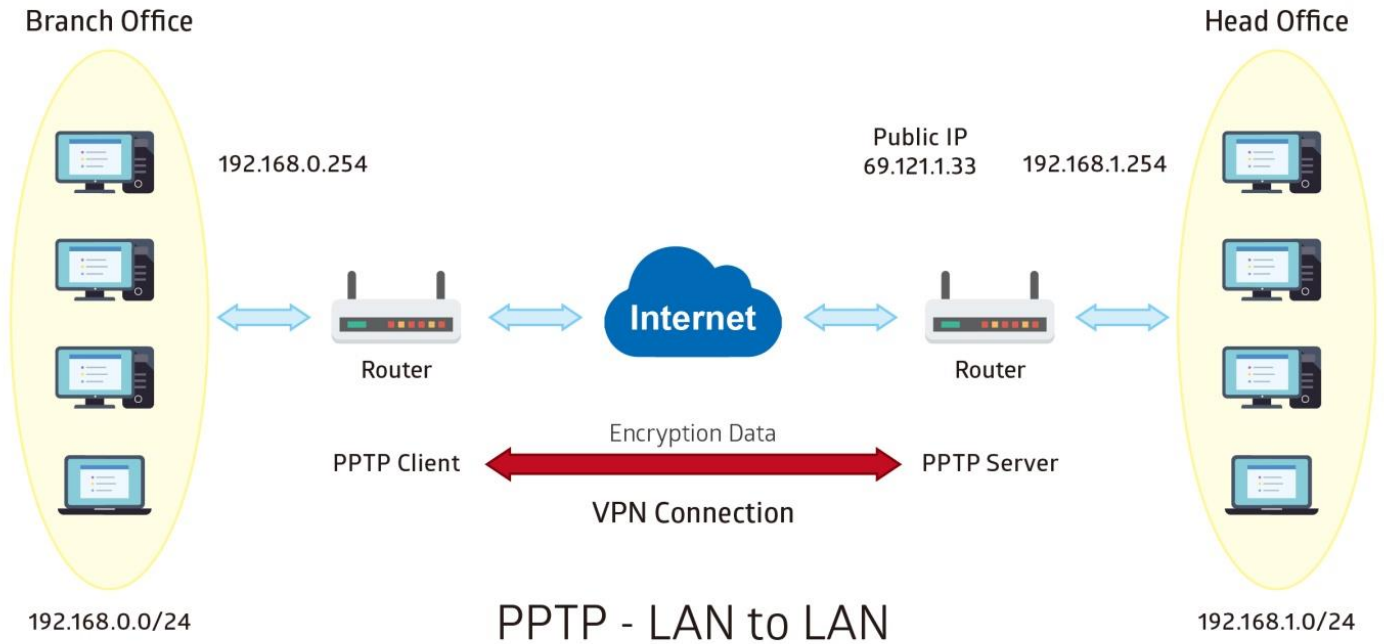 Branch Office
Head Office
192.168.0.254
Public IP
69.121.1.33
192.168.1.254
Internet
Router
Router
Encryption Data
PPTP Client
PPTP Server
VPN Connection
192.168.0.0/24
PPTP - LAN to LAN
192.168.1.0/24